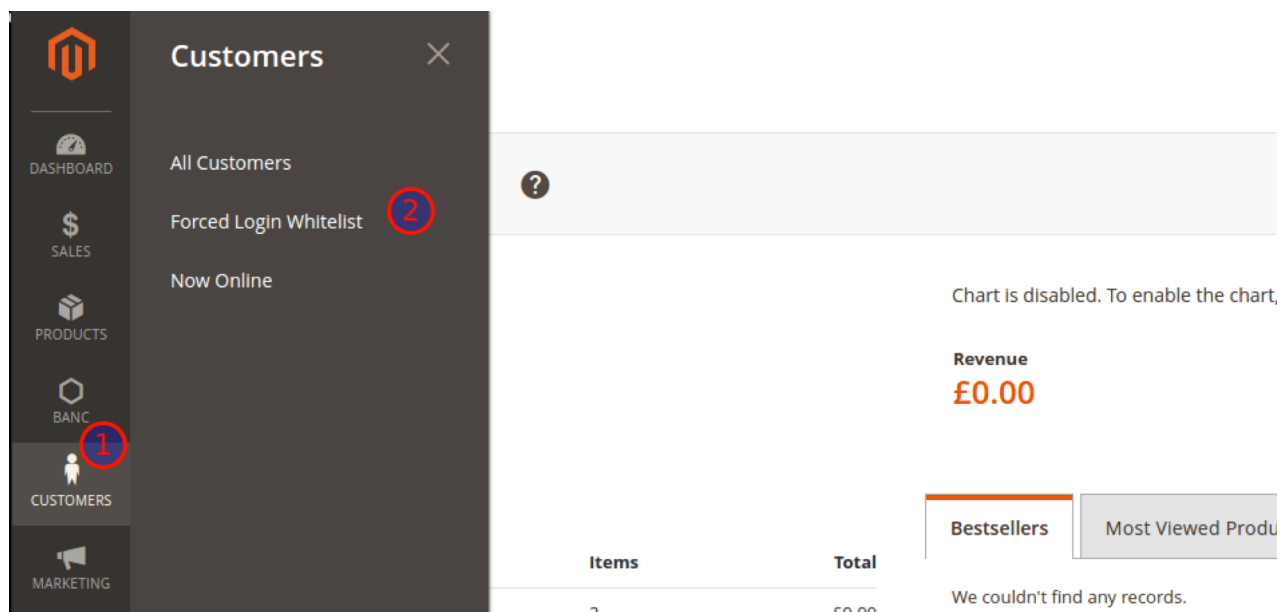 Customers
DASHBOARD
All Customers
SALES
Forced Login Whitelist
2
Now Online
PRODUCTS
BANC
1
CUSTOMERS
MARKETING
Chart is disabled. To enable the chart,
Revenue
£0.00
Bestsellers
Most Viewed Produ
Items
Total
We couldn't find any records.